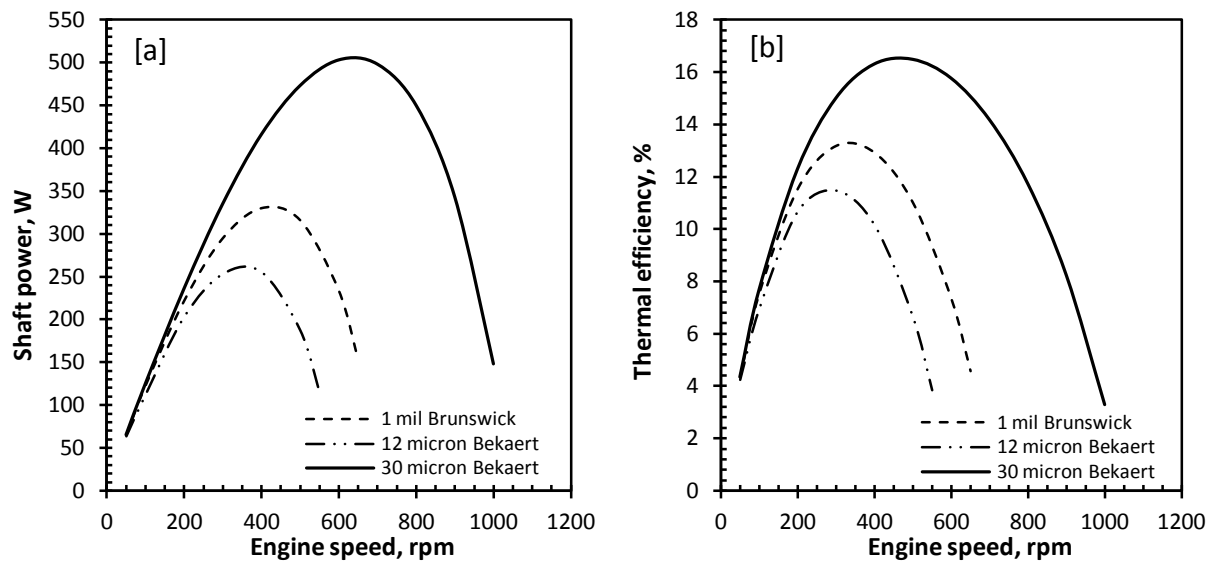 [a]
Shaft power, W
550
500
450
400
350
300
250
200
150
100
50
0
0 200 400 600 800 1000 1200
Engine speed, rpm
1 mil Brunswick
12 micron Bekaert
30 micron Bekaert
[b]
Thermal efficiency, %
18
16
14
12
10
8
6
4
2
0
0 200 400 600 800 1000 1200
Engine speed, rpm
1 mil Brunswick
12 micron Bekaert
30 micron Bekaert